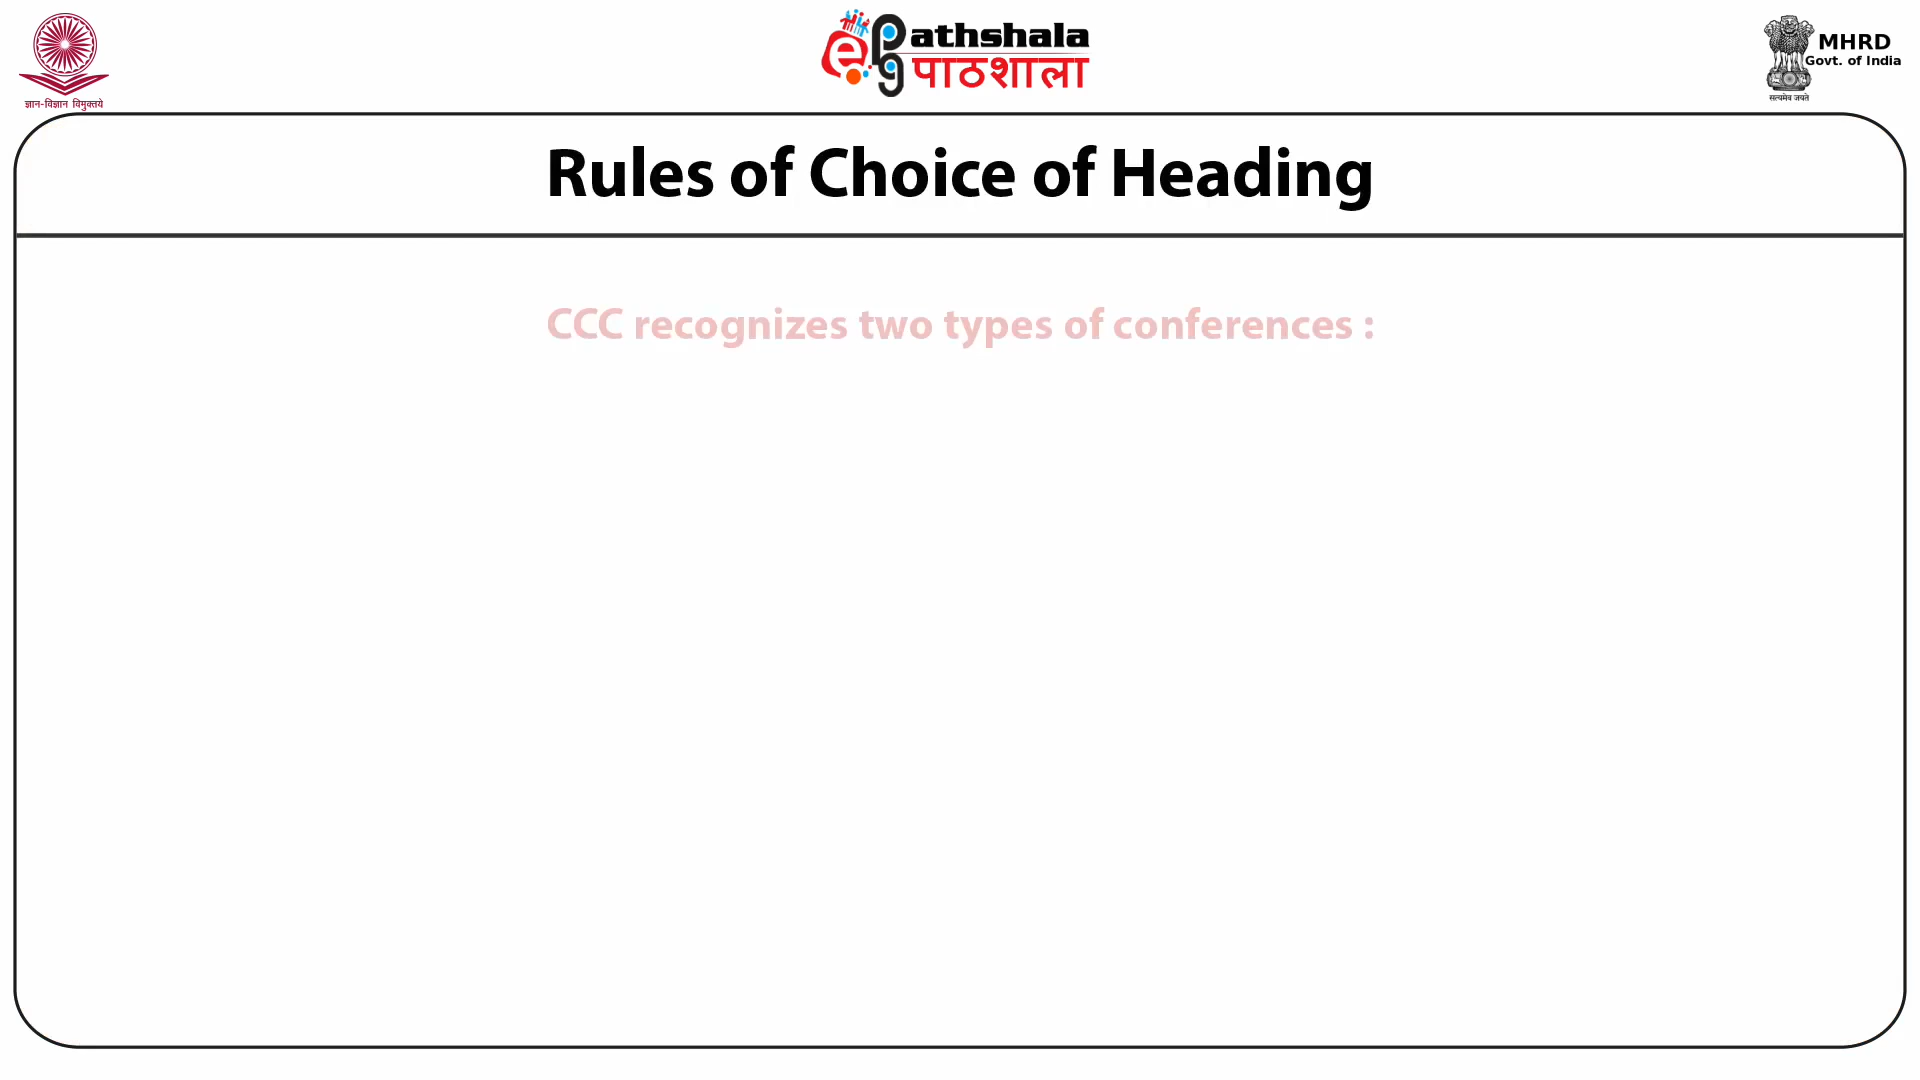 ज्ञान-विज्ञान विमुक्तये
ePathshala
पाठशाला
MHRD
Govt. of India
सत्यमेव जयते
Rules of Choice of Heading
CCC recognizes two types of conferences :